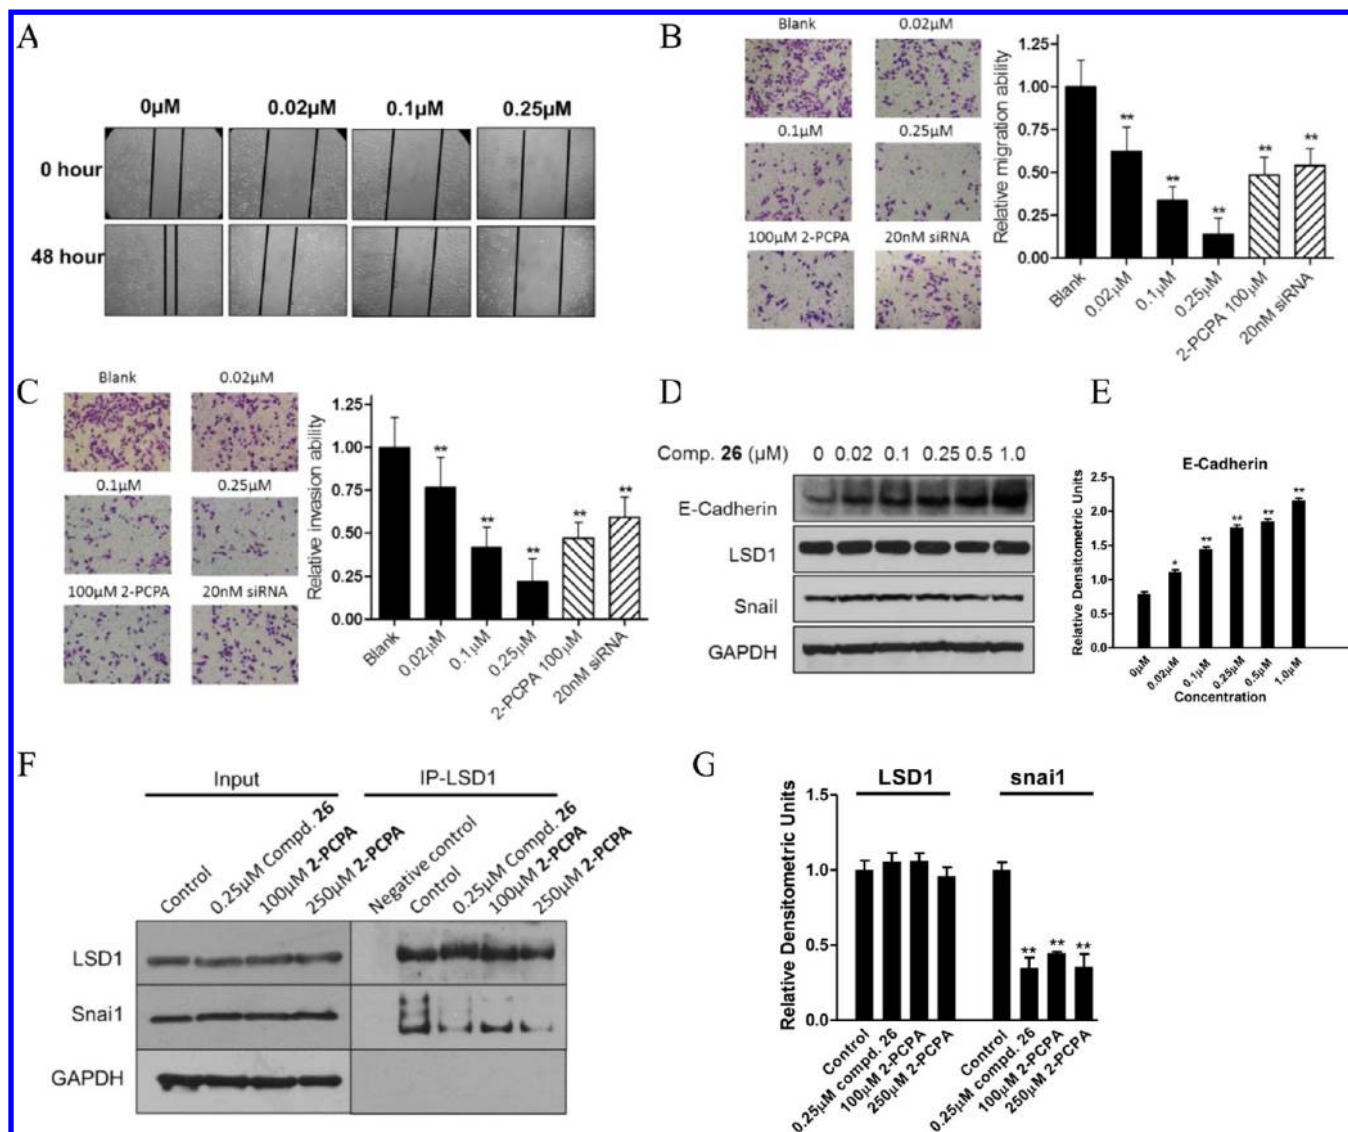 A
0μM 0.02μM 0.1μM 0.25μM
0 hour
48 hour
B
Blank 0.02μM
0.1μM 0.25μM
100μM 2-PCPA 20nM siRNA
Relative migration ability
1.25
1.00
0.75
0.50
0.25
0.00
** ** ** ** **
Blank 0.02μM 0.1μM 0.25μM 2-PCPA 100μM 20nM siRNA
C
Blank 0.02μM
0.1μM 0.25μM
100μM 2-PCPA 20nM siRNA
Relative invasion ability
1.25
1.00
0.75
0.50
0.25
0.00
** ** ** ** **
Blank 0.02μM 0.1μM 0.25μM 2-PCPA 100μM 20nM siRNA
D
Comp. 26 (μM) 0 0.02 0.1 0.25 0.5 1.0
E-Cadherin
LSD1
Snail
GAPDH
E
E-Cadherin
Relative Densitometric Units
2.5
2.0
1.5
1.0
0.5
0.0
* ** ** ** **
0μM 0.02μM 0.1μM 0.25μM 0.5μM 1.0μM
Concentration
F
Input IP-LSD1
Control 0.25μM Compd. 26 100μM 2-PCPA 250μM 2-PCPA Negative control Control 0.25μM Compd. 26 100μM 2-PCPA 250μM 2-PCPA
LSD1
Snai1
GAPDH
G
LSD1 snai1
Relative Densitometric Units
1.5
1.0
0.5
0.0
** ** **
Control 0.25μM compd. 26 100μM 2-PCPA 250μM 2-PCPA Control 0.25μM compd. 26 100μM 2-PCPA 250μM 2-PCPA